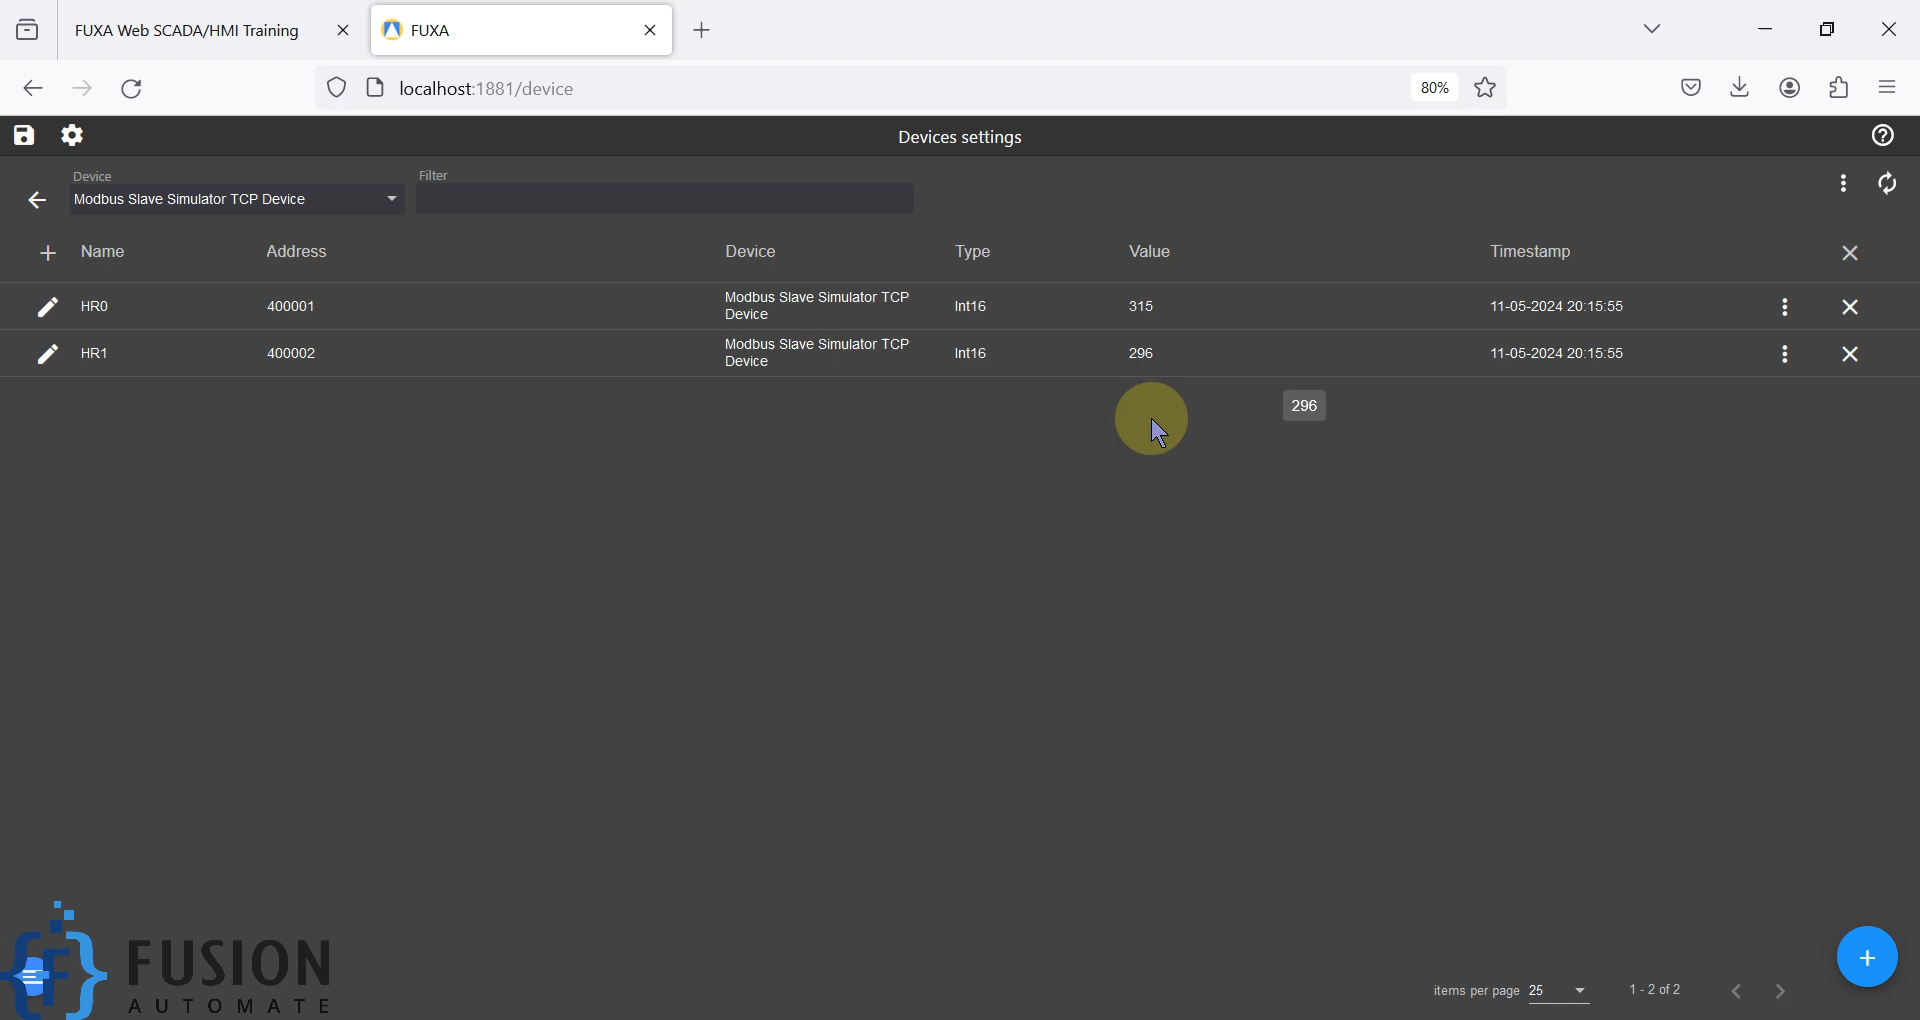 FUXA Web SCADA/HMI Training
FUXA
localhost:1881/device
80%
Devices settings
Device
Filter
Modbus Slave Simulator TCP Device
Name Address Device Type Value Timestamp
HR0 400001 Modbus Slave Simulator TCP Device Int16 315 11-05-2024 20:15:55
HR1 400002 Modbus Slave Simulator TCP Device Int16 296 11-05-2024 20:15:55
296
FUSION
AUTOMATE
items per page 25 1 - 2 of 2